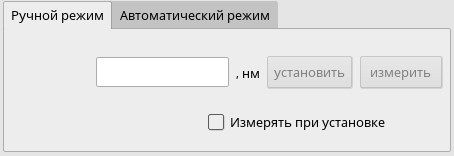 Ручной режим Автоматический режим
, нм установить измерить
Измерять при установке